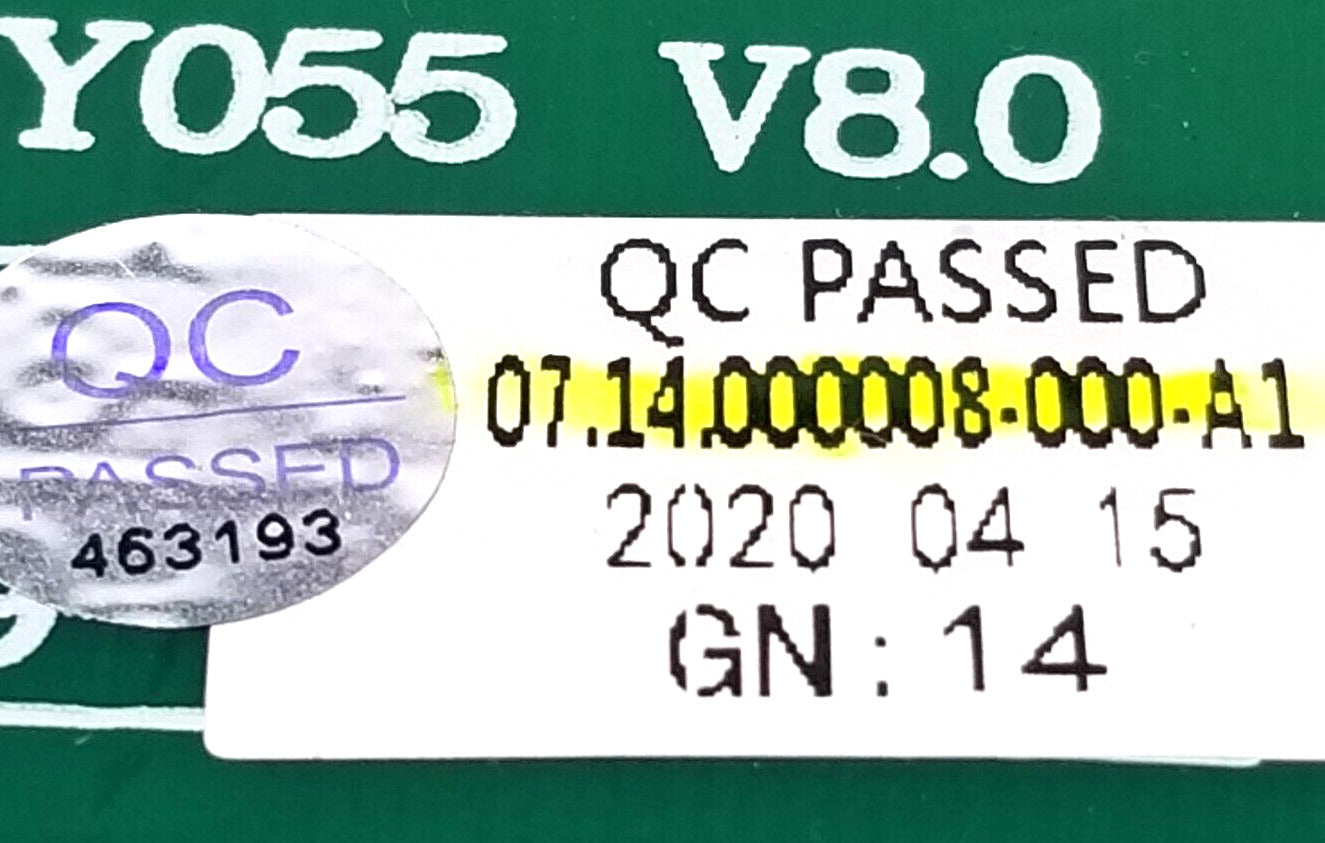 Y055 V8.0
QC PASSED
07.14.000008-000-A1
2020 04 15
GN: 14
QC
PASSED
463193